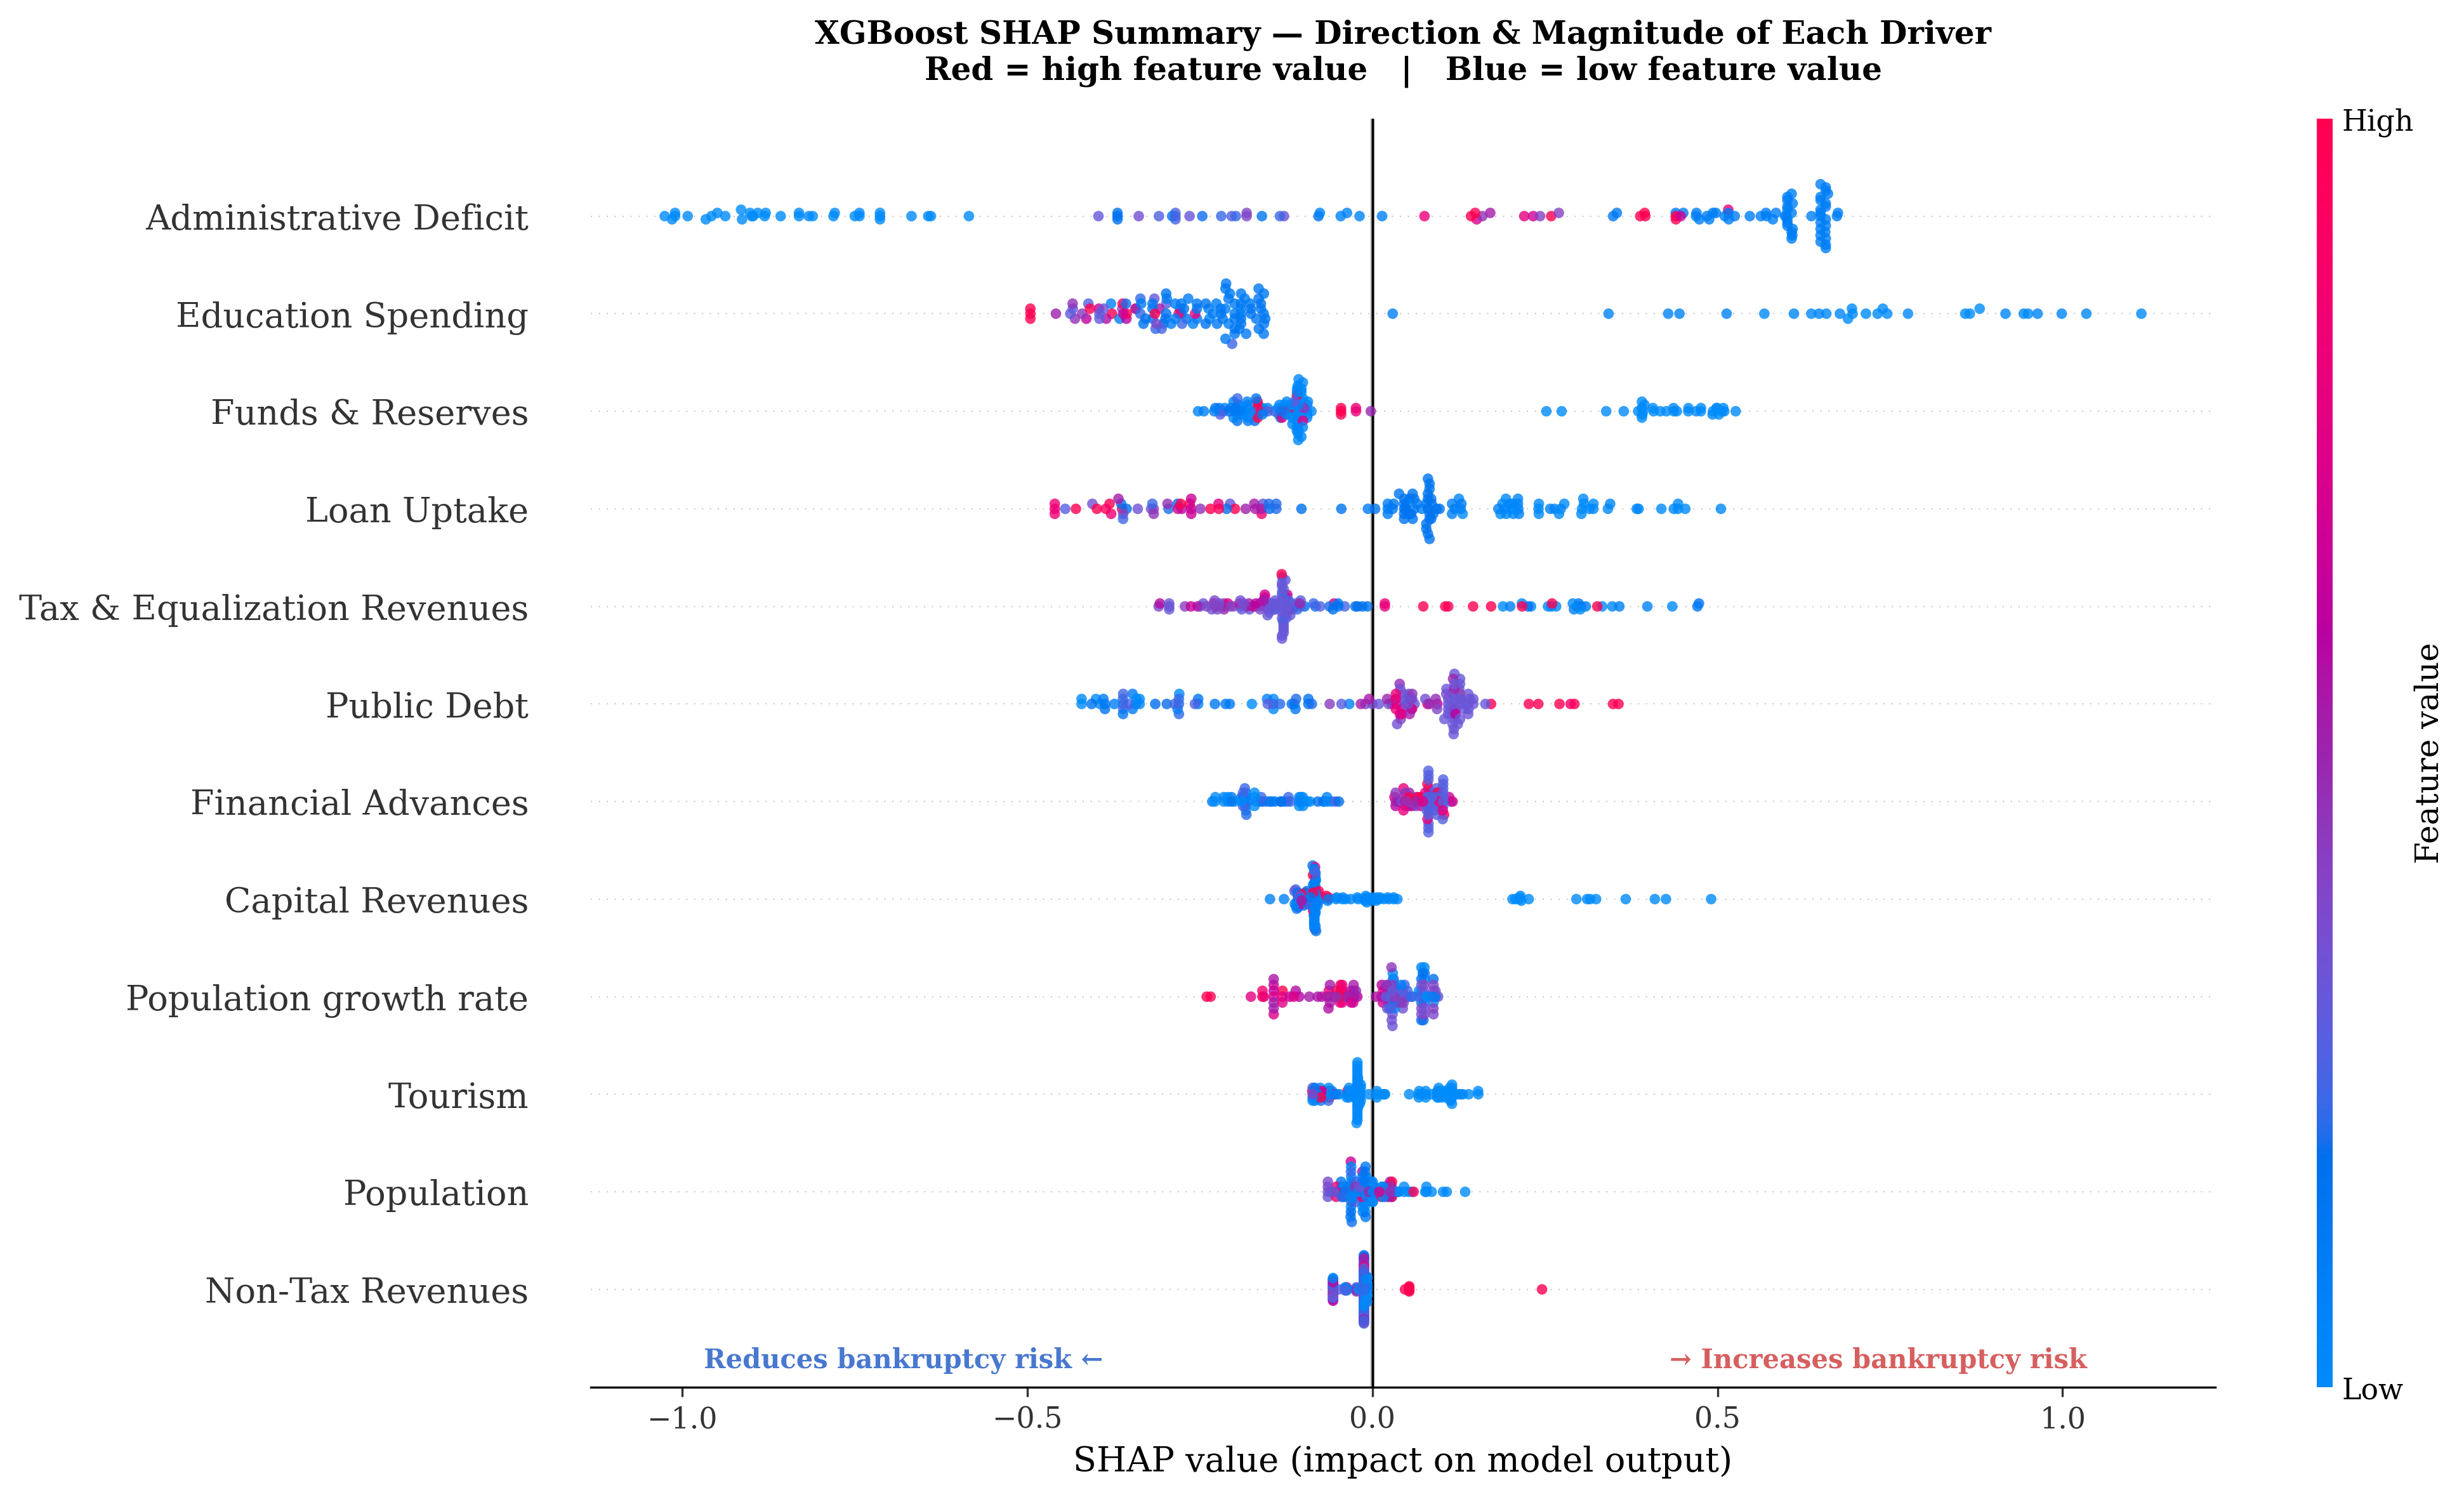 XGBoost SHAP Summary — Direction & Magnitude of Each Driver
Red = high feature value | Blue = low feature value
High
Administrative Deficit
Education Spending
Funds & Reserves
Loan Uptake
Tax & Equalization Revenues
Public Debt
Financial Advances
Capital Revenues
Population growth rate
Tourism
Population
Non-Tax Revenues
Feature value
Reduces bankruptcy risk ←
→ Increases bankruptcy risk
Low
−1.0 −0.5 0.0 0.5 1.0
SHAP value (impact on model output)